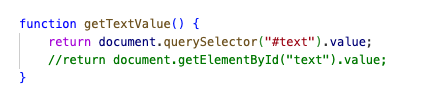 function getTextValue() {
    return document.querySelector("#text").value;
    //return document.getElementById("text").value;
}